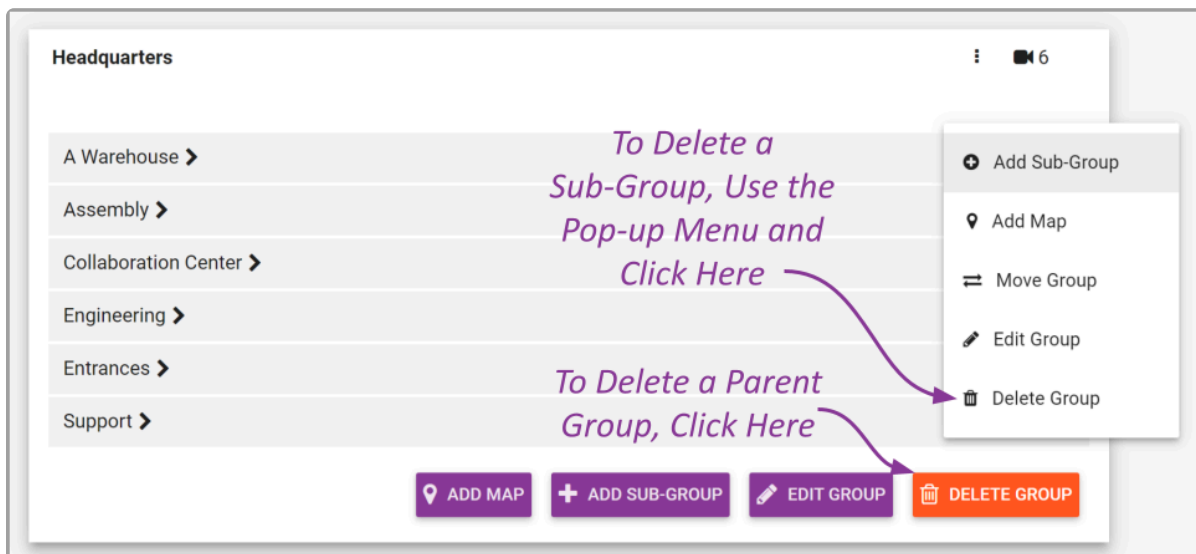 Headquarters
6
A Warehouse
Assembly
Collaboration Center
Engineering
Entrances
Support
To Delete a
Sub-Group, Use the
Pop-up Menu and
Click Here
To Delete a Parent
Group, Click Here
Add Sub-Group
Add Map
Move Group
Edit Group
Delete Group
ADD MAP
ADD SUB-GROUP
EDIT GROUP
DELETE GROUP